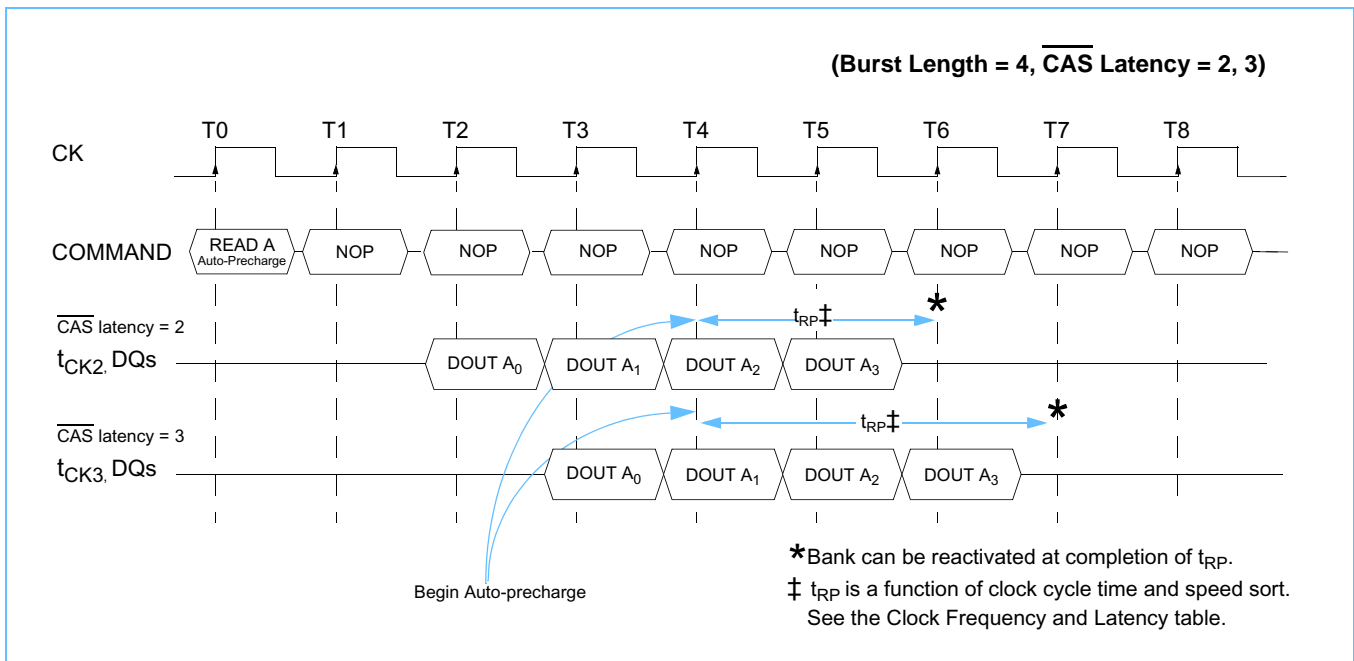 (Burst Length = 4, CAS Latency = 2, 3)
T0 T1 T2 T3 T4 T5 T6 T7 T8
CK
COMMAND READ A Auto-Precharge NOP NOP NOP NOP NOP NOP NOP NOP
*
CAS latency = 2 tRP‡
tCK2, DQs DOUT A0 DOUT A1 DOUT A2 DOUT A3
*
CAS latency = 3 tRP‡
tCK3, DQs DOUT A0 DOUT A1 DOUT A2 DOUT A3
*Bank can be reactivated at completion of tRP.
Begin Auto-precharge
‡ tRP is a function of clock cycle time and speed sort.
See the Clock Frequency and Latency table.